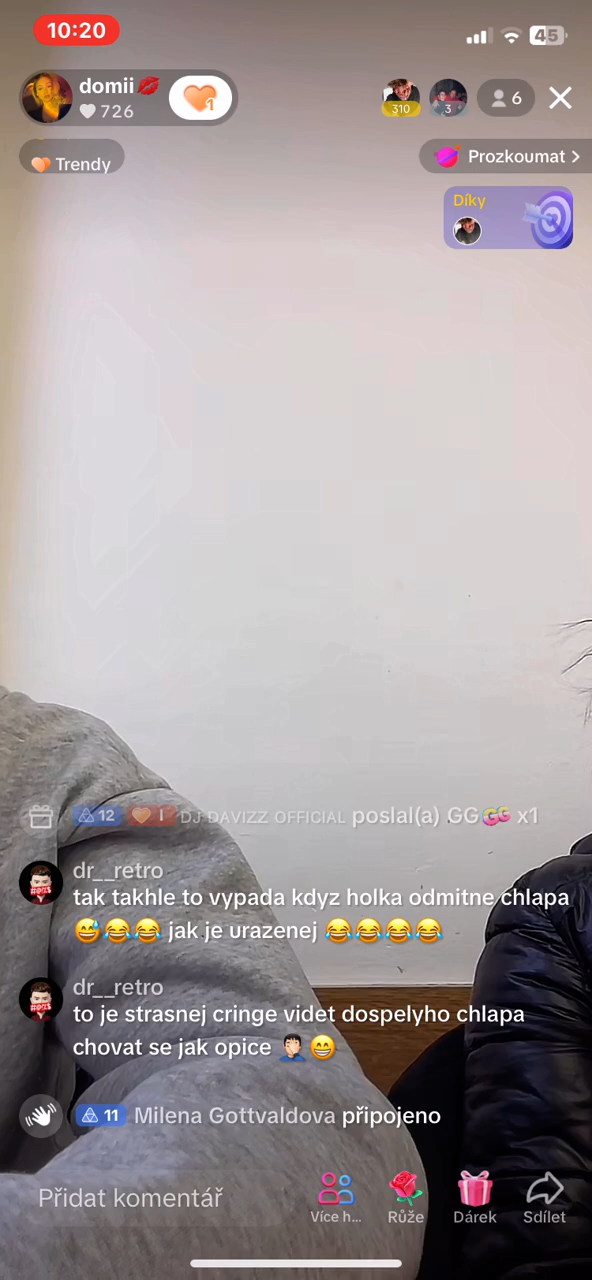 10:20
45
domii💋
726
1
310
3
6
Trendy
Prozkoumat >
Díky
12 I DJ DAVIZZ OFFICIAL poslal(a) GG x1
dr__retro
tak takhle to vypada kdyz holka odmitne chlapa
😅😂😂 jak je urazenej 😂😂😂😂
dr__retro
to je strasnej cringe videt dospelyho chlapa
chovat se jak opice 🤦🏻‍♂️😁
11 Milena Gottvaldova připojeno
Přidat komentář
Více h...
Růže
Dárek
Sdílet